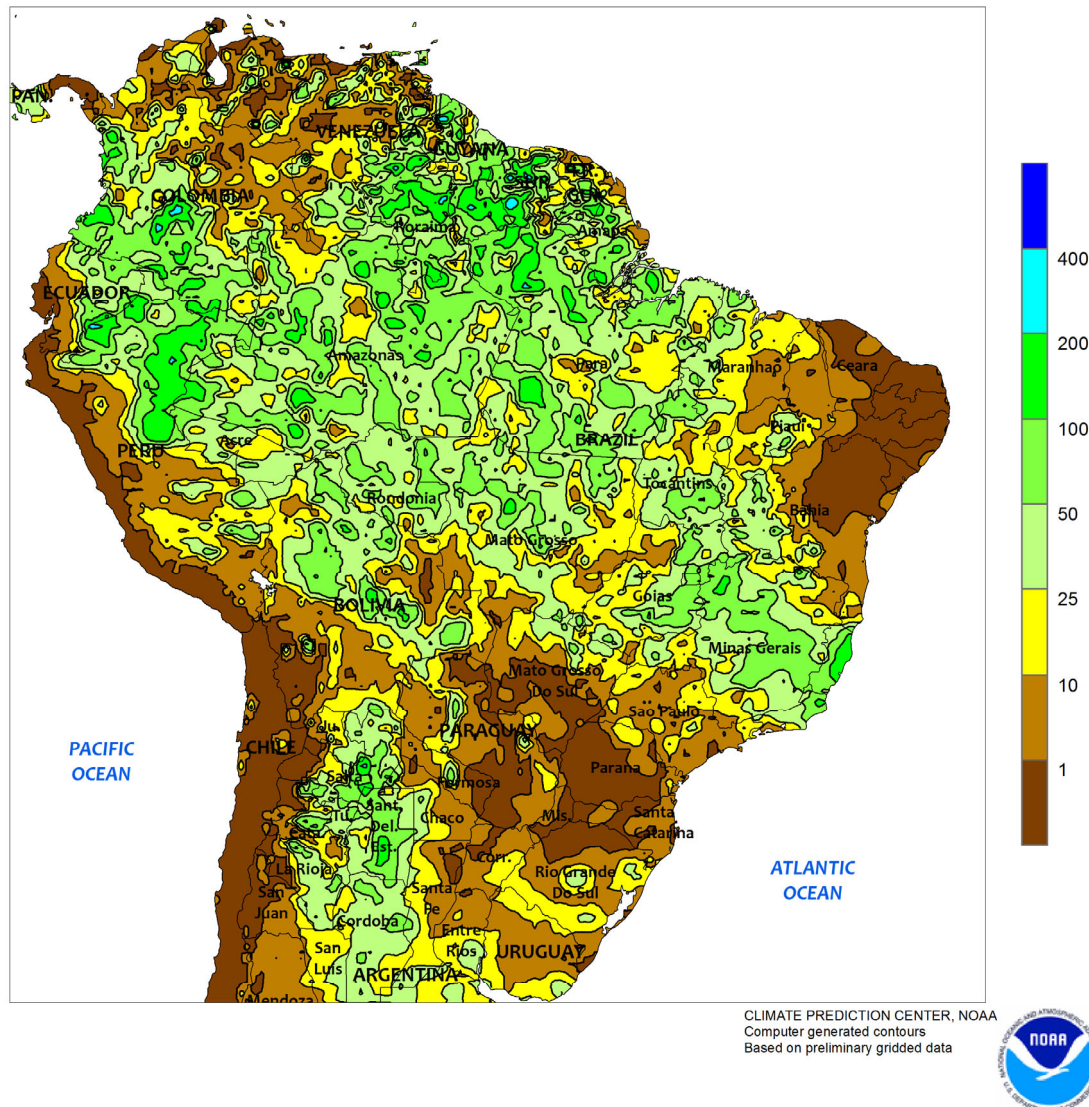 PAN.
VENEZUELA
GUYANA
SUR.
FR.
GUY.
COLOMBIA
Roraima
Amapa
ECUADOR
Amazonas
Para
Maranhao
Ceara
Piaui
PERU
Acre
BRAZIL
Tocantins
Rondonia
Bahia
Mato Grosso
BOLIVIA
Goias
Minas Gerais
Mato Grosso
Do Sul
Sao Paulo
PACIFIC
OCEAN
CHILE
Ju.
PARAGUAY
Parana
Salta
Formosa
Sant.
Del.
Est.
Tu.
Chaco
Mis.
Santa
Catarina
Cata.
Corr.
La Rioja
Rio Grande
Do Sul
ATLANTIC
OCEAN
San
Juan
Santa
Fe
Cordoba
Entre
Rios
URUGUAY
San
Luis
ARGENTINA
Mendoza
400
200
100
50
25
10
1
CLIMATE PREDICTION CENTER, NOAA
Computer generated contours
Based on preliminary gridded data
NOAA